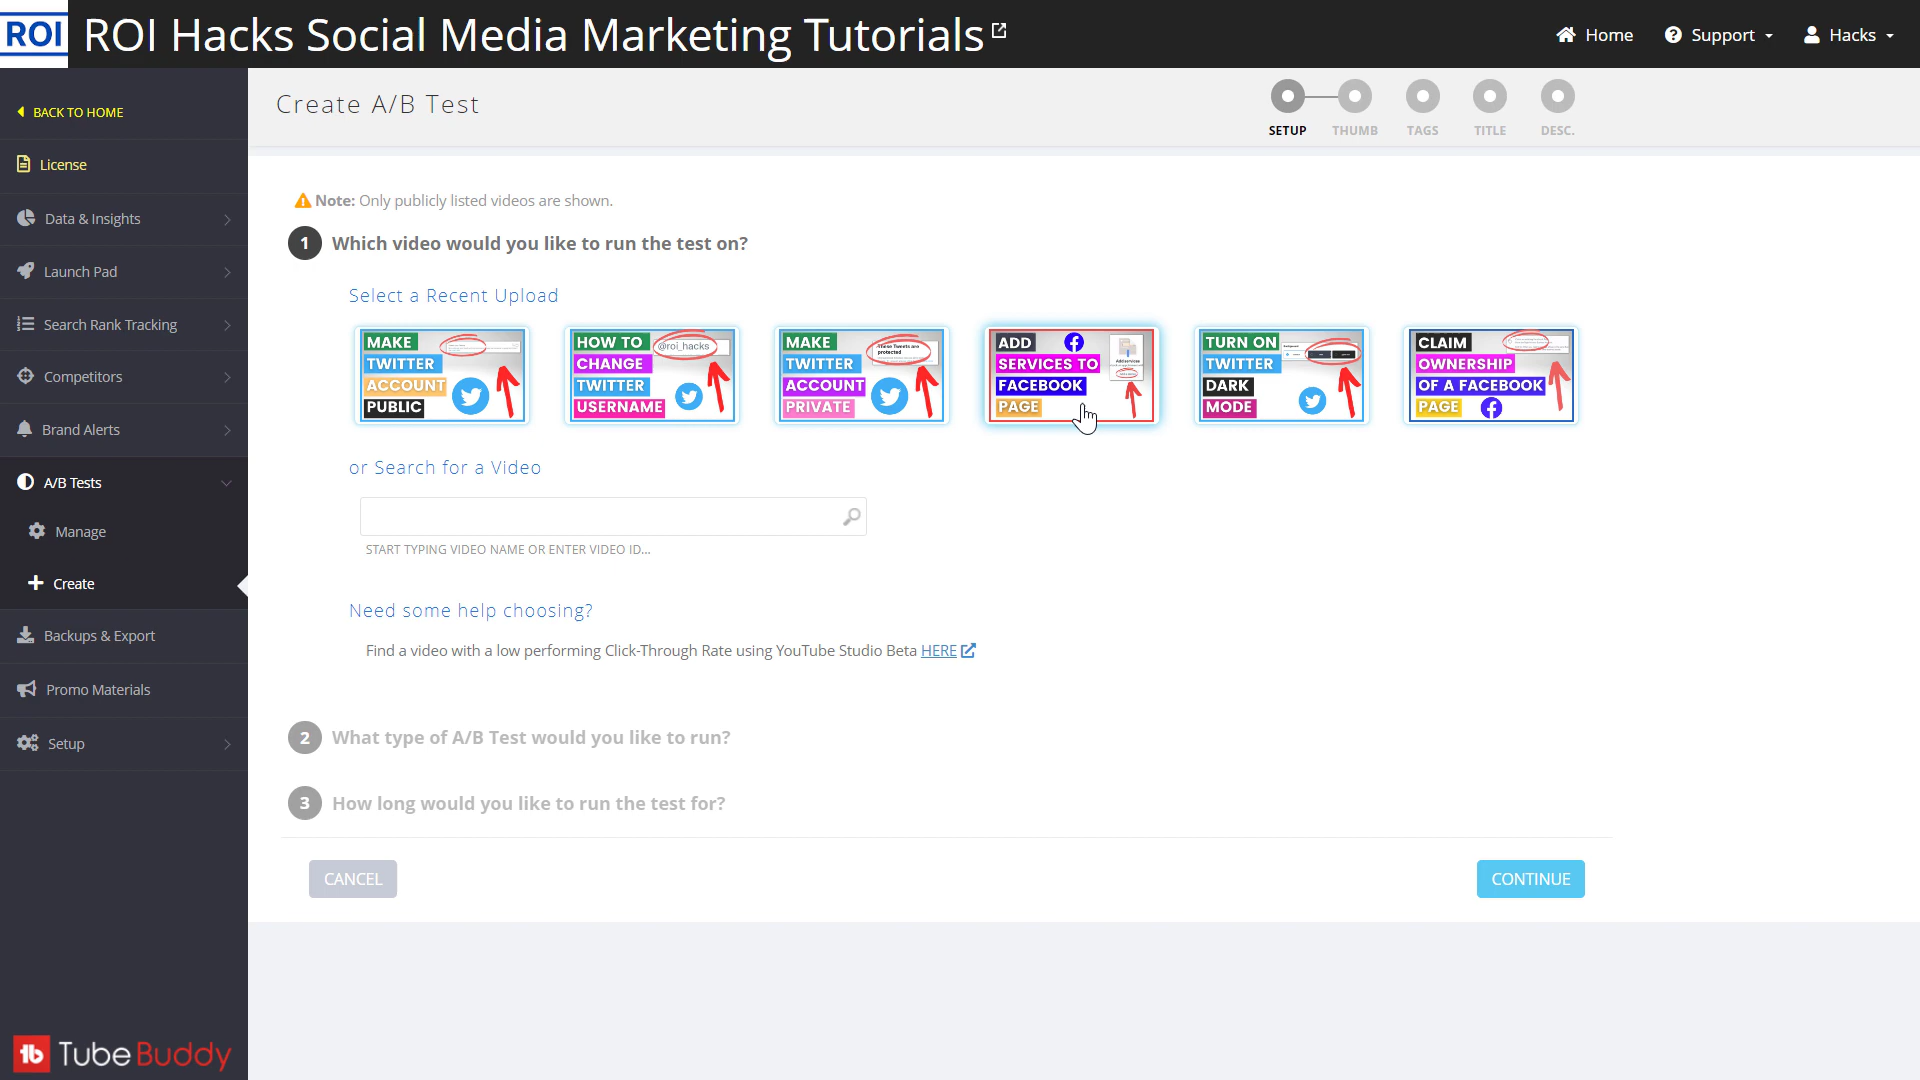 ROI ROI Hacks Social Media Marketing Tutorials
Home
Support
Hacks
BACK TO HOME
License
Data & Insights
Launch Pad
Search Rank Tracking
Competitors
Brand Alerts
A/B Tests
Manage
Create
Backups & Export
Promo Materials
Setup
TubeBuddy
Create A/B Test
SETUP
THUMB
TAGS
TITLE
DESC.
Note: Only publicly listed videos are shown.
1 Which video would you like to run the test on?
Select a Recent Upload
MAKE
TWITTER
ACCOUNT
PUBLIC
HOW TO
@roi_hacks
CHANGE
TWITTER
USERNAME
MAKE
These Tweets are
protected
TWITTER
ACCOUNT
PRIVATE
ADD
SERVICES TO
FACEBOOK
PAGE
Add services
TURN ON
TWITTER
DARK
MODE
CLAIM
OWNERSHIP
OF A FACEBOOK
PAGE
or Search for a Video
START TYPING VIDEO NAME OR ENTER VIDEO ID...
Need some help choosing?
Find a video with a low performing Click-Through Rate using YouTube Studio Beta HERE
2 What type of A/B Test would you like to run?
3 How long would you like to run the test for?
CANCEL
CONTINUE